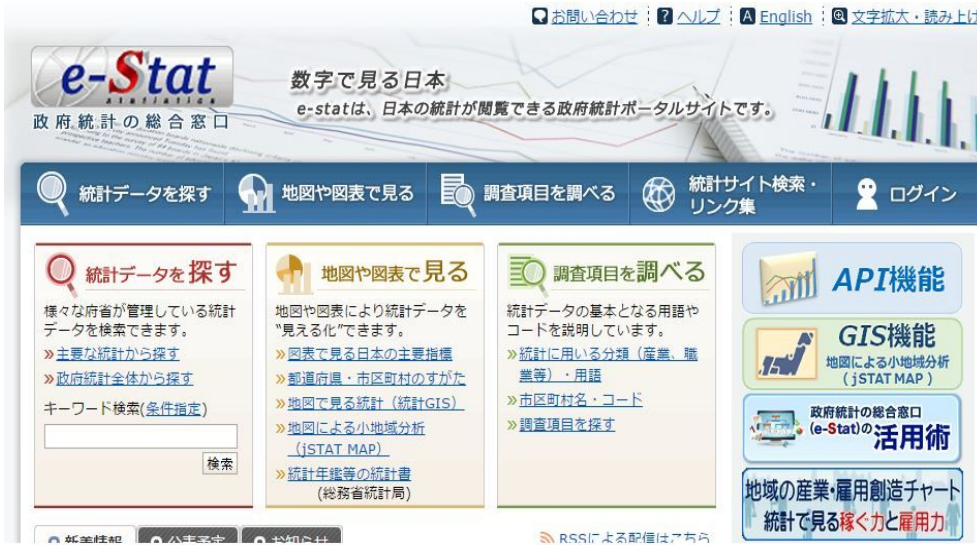 お問い合わせ ヘルプ English 文字拡大・読み上げ
e-Stat
statistics
政府統計の総合窓口
数字で見る日本
e-statは、日本の統計が閲覧できる政府統計ポータルサイトです。
統計データを探す
地図や図表で見る
調査項目を調べる
統計サイト検索・
リンク集
ログイン
統計データを探す
様々な府省が管理している統計
データを検索できます。
»主要な統計から探す
»政府統計全体から探す
キーワード検索(条件指定)
検索
地図や図表で見る
地図や図表により統計データを
“見える化”できます。
»図表で見る日本の主要指標
»都道府県・市区町村のすがた
»地図で見る統計（統計GIS）
»地図による小地域分析
（jSTAT MAP）
»統計年鑑等の統計書
(総務省統計局)
調査項目を調べる
統計データの基本となる用語や
コードを説明しています。
»統計に用いる分類（産業、職
業等）・用語
»市区町村名・コード
»調査項目を探す
API機能
GIS機能
地図による小地域分析
（jSTAT MAP）
政府統計の総合窓口
(e-Stat)の
活用術
地域の産業・雇用創造チャート
統計で見る稼ぐ力と雇用力
新着情報 公表予定 お知らせ
RSSによる配信はこちら